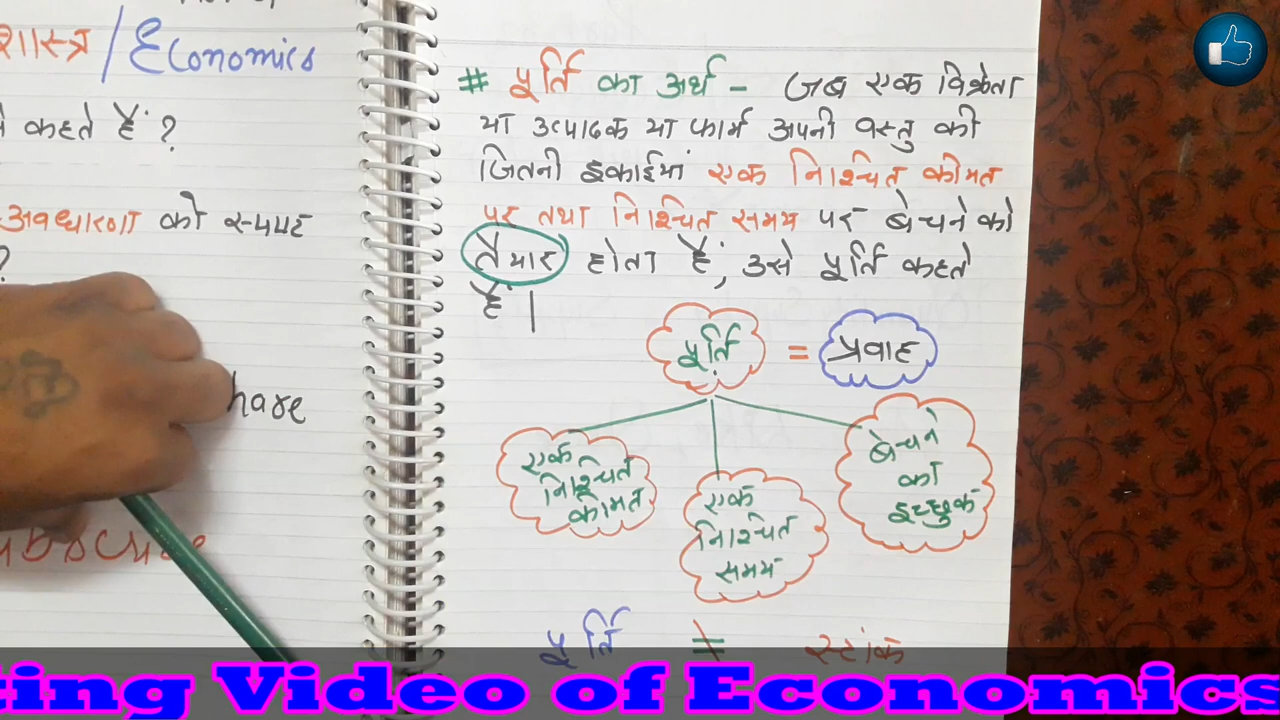 शास्त्र / Economics
कहते हैं ?
अवधारणा को स्पष्ट
?
hare
ubscribe
# पूर्ति का अर्थ - जब एक विक्रेता
या उत्पादक या फार्म अपनी वस्तु की
जितनी इकाईयां एक निश्चित कीमत
पर तथा निश्चित समय पर बेचने को
तैयार होता हैं, उसे पूर्ति कहते
हैं |
पूर्ति = प्रवाह
एक
निश्चित
कीमत
एक
निश्चित
समय
बेचने
का
इच्छुक
पूर्ति ≠ स्टांक
ting Video of Economics